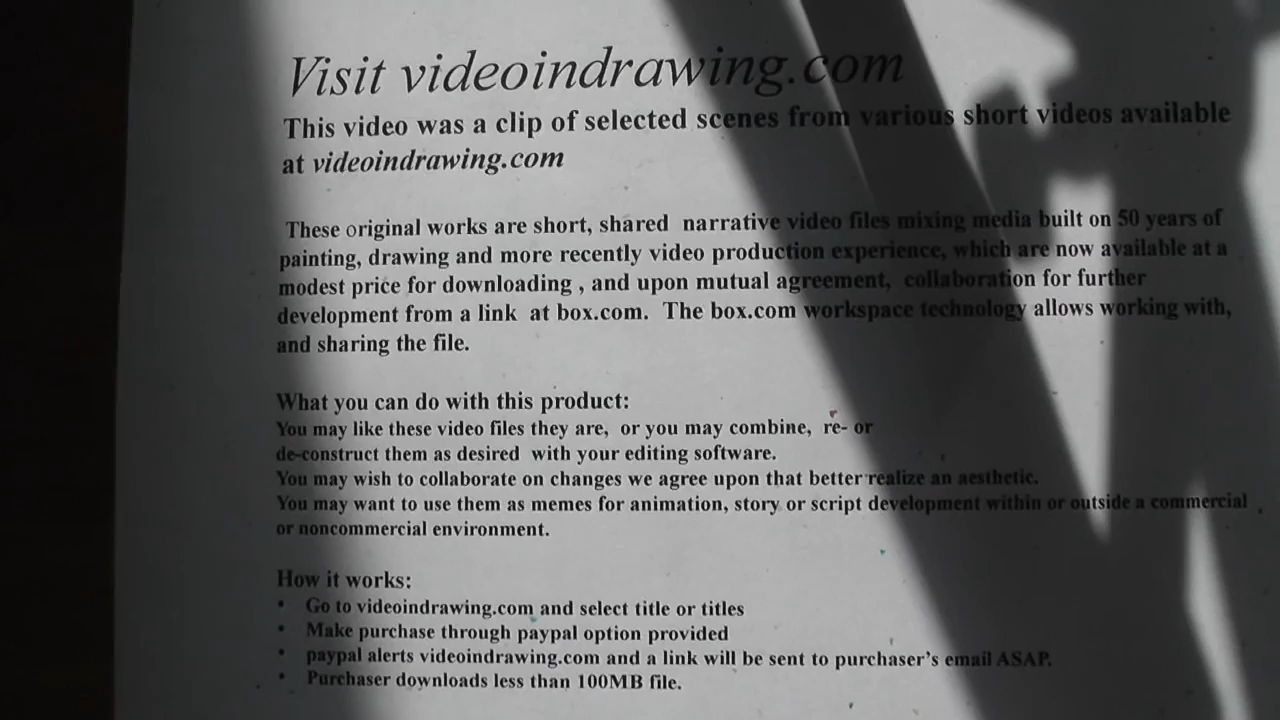 Visit videoindrawing.com
This video was a clip of selected scenes from various short videos available
at videoindrawing.com
These original works are short, shared narrative video files mixing media built on 50 years of
painting, drawing and more recently video production experience, which are now available at a
modest price for downloading , and upon mutual agreement, collaboration for further
development from a link at box.com. The box.com workspace technology allows working with,
and sharing the file.
What you can do with this product:
You may like these video files they are, or you may combine, re- or
de-construct them as desired with your editing software.
You may wish to collaborate on changes we agree upon that better realize an aesthetic.
You may want to use them as memes for animation, story or script development within or outside a commercial
or noncommercial environment.
How it works:
• Go to videoindrawing.com and select title or titles
• Make purchase through paypal option provided
• paypal alerts videoindrawing.com and a link will be sent to purchaser’s email ASAP.
• Purchaser downloads less than 100MB file.